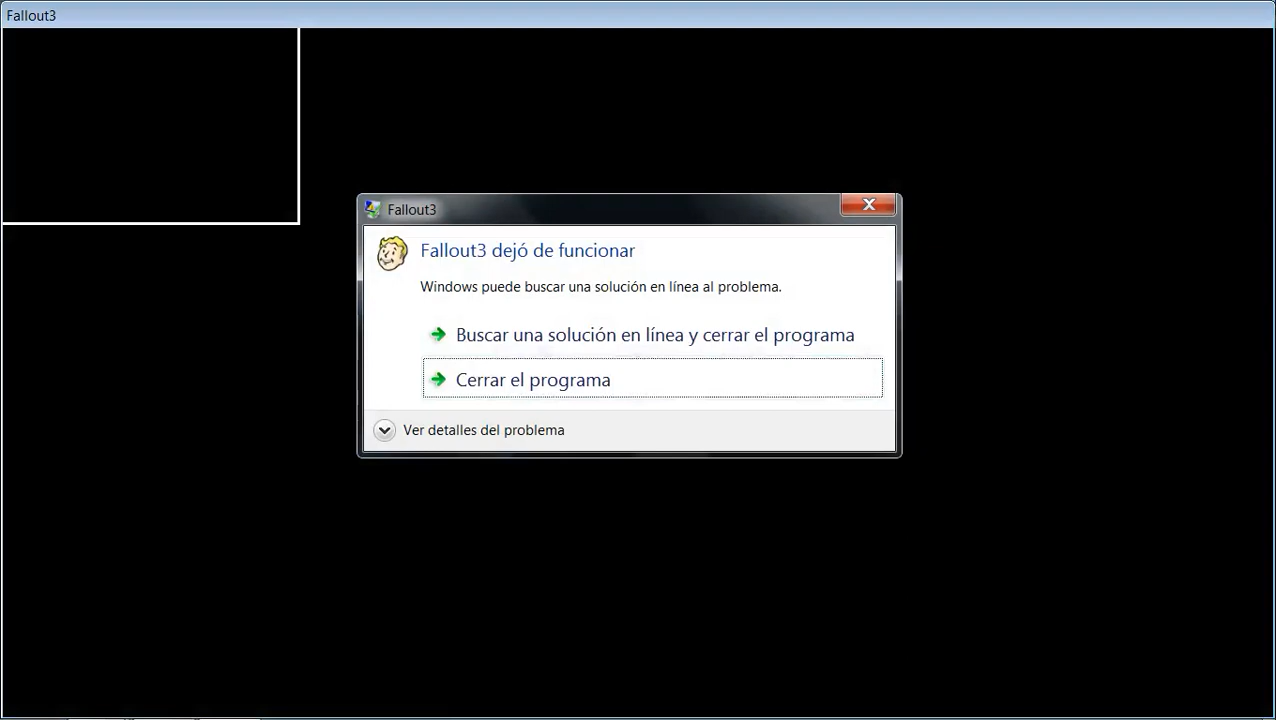 Fallout3
Fallout3
Fallout3 dejó de funcionar
Windows puede buscar una solución en línea al problema.
Buscar una solución en línea y cerrar el programa
Cerrar el programa
Ver detalles del problema